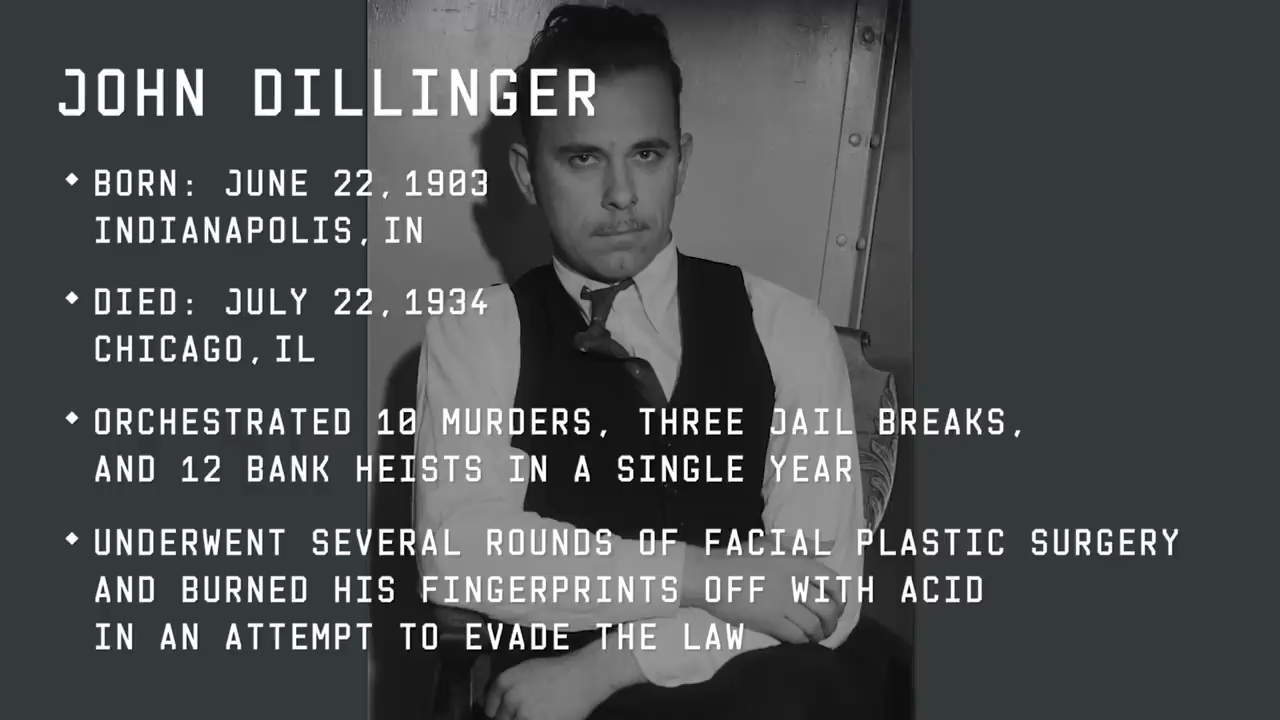 JOHN DILLINGER
◆ BORN: JUNE 22, 1903
INDIANAPOLIS, IN
◆ DIED: JULY 22, 1934
CHICAGO, IL
◆ ORCHESTRATED 10 MURDERS, THREE JAIL BREAKS,
AND 12 BANK HEISTS IN A SINGLE YEAR
◆ UNDERWENT SEVERAL ROUNDS OF FACIAL PLASTIC SURGERY
AND BURNED HIS FINGERPRINTS OFF WITH ACID
IN AN ATTEMPT TO EVADE THE LAW